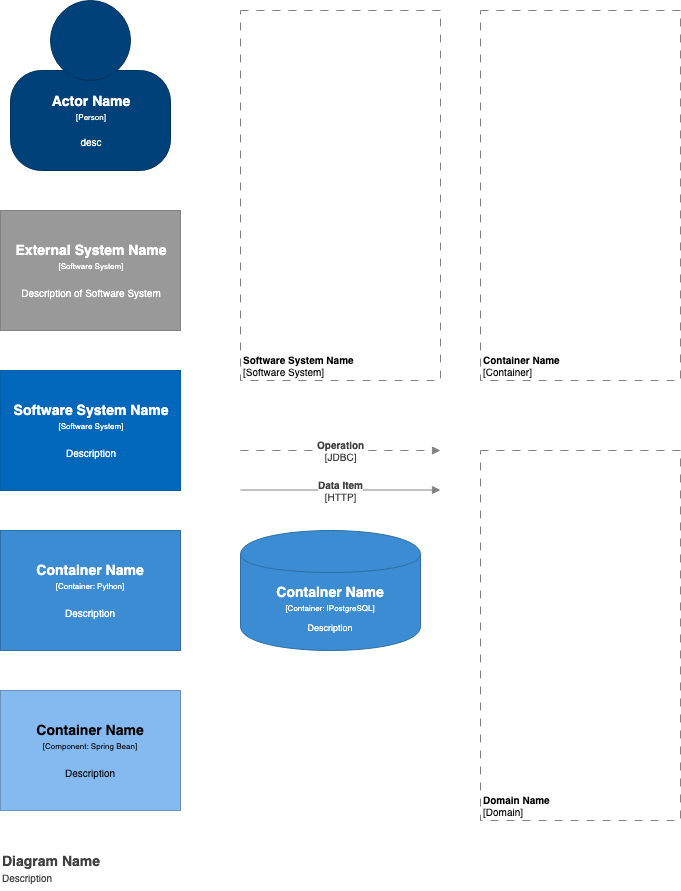 Actor Name
[Person]
desc
External System Name
[Software System]
Description of Software System
Software System Name
[Software System]
Container Name
[Container]
Software System Name
[Software System]
Description
Operation
[JDBC]
Data Item
[HTTP]
Container Name
[Container: Python]
Description
Container Name
[Container: lPostgreSQL]
Description
Container Name
[Component: Spring Bean]
Description
Domain Name
[Domain]
Diagram Name
Description